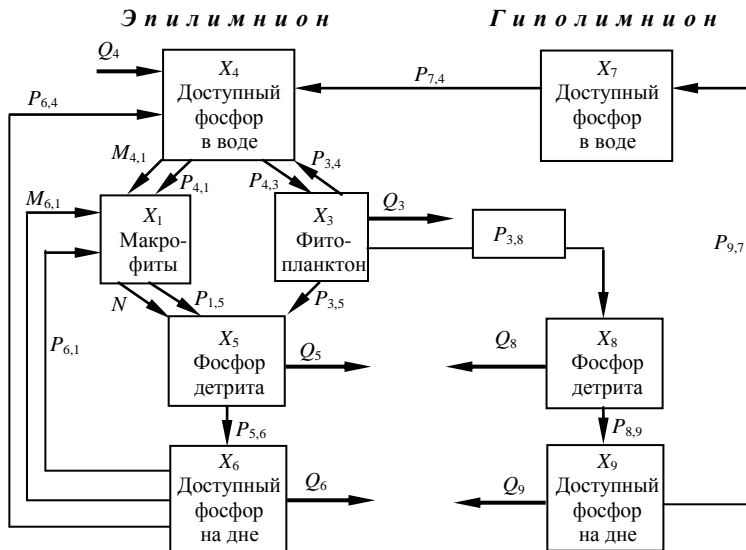 Эпилимнион
Гиполимнион
Q4
X4
Доступный
фосфор
в воде
P7,4
X7
Доступный
фосфор
в воде
P6,4
M4,1
P4,1
P4,3
P3,4
M6,1
X1
Макро-
фиты
X3
Фито-
планктон
Q3
P3,8
P9,7
N
P1,5
P3,5
P6,1
X5
Фосфор
детрита
Q5
Q8
X8
Фосфор
детрита
P5,6
P8,9
X6
Доступный
фосфор
на дне
Q6
Q9
X9
Доступный
фосфор
на дне